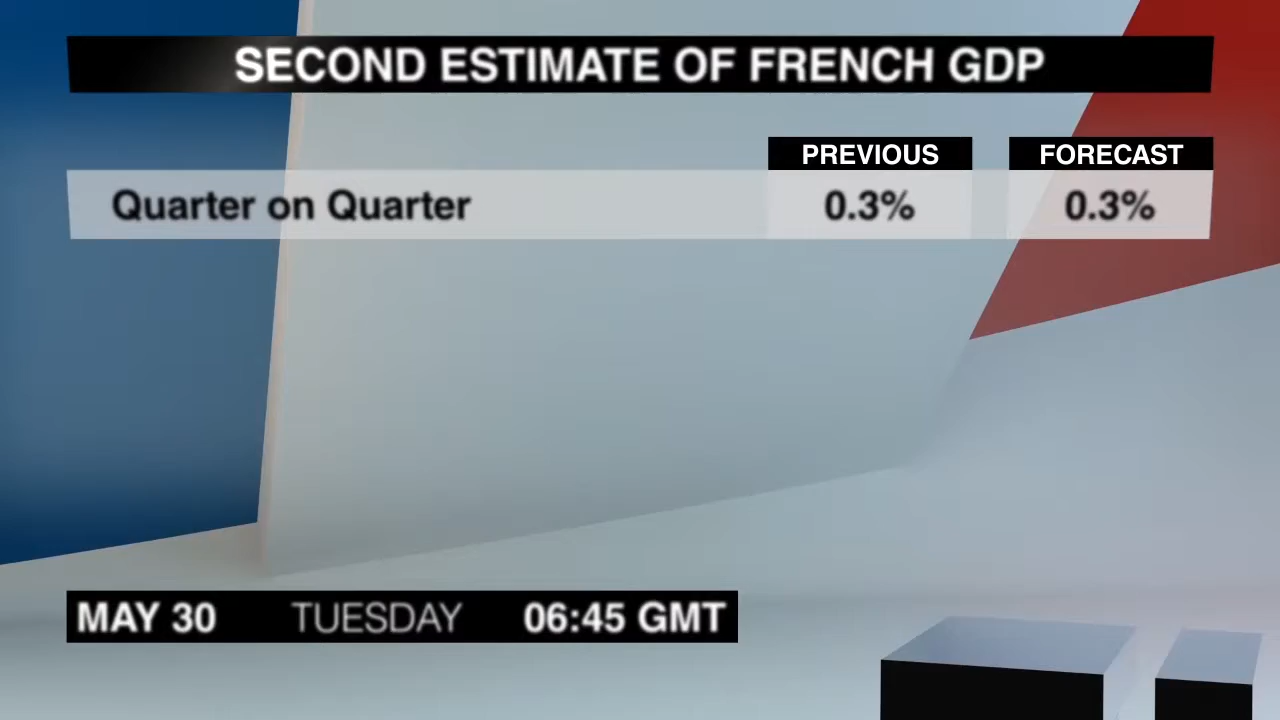 SECOND ESTIMATE OF FRENCH GDP
PREVIOUS FORECAST
Quarter on Quarter 0.3% 0.3%
MAY 30 TUESDAY 06:45 GMT